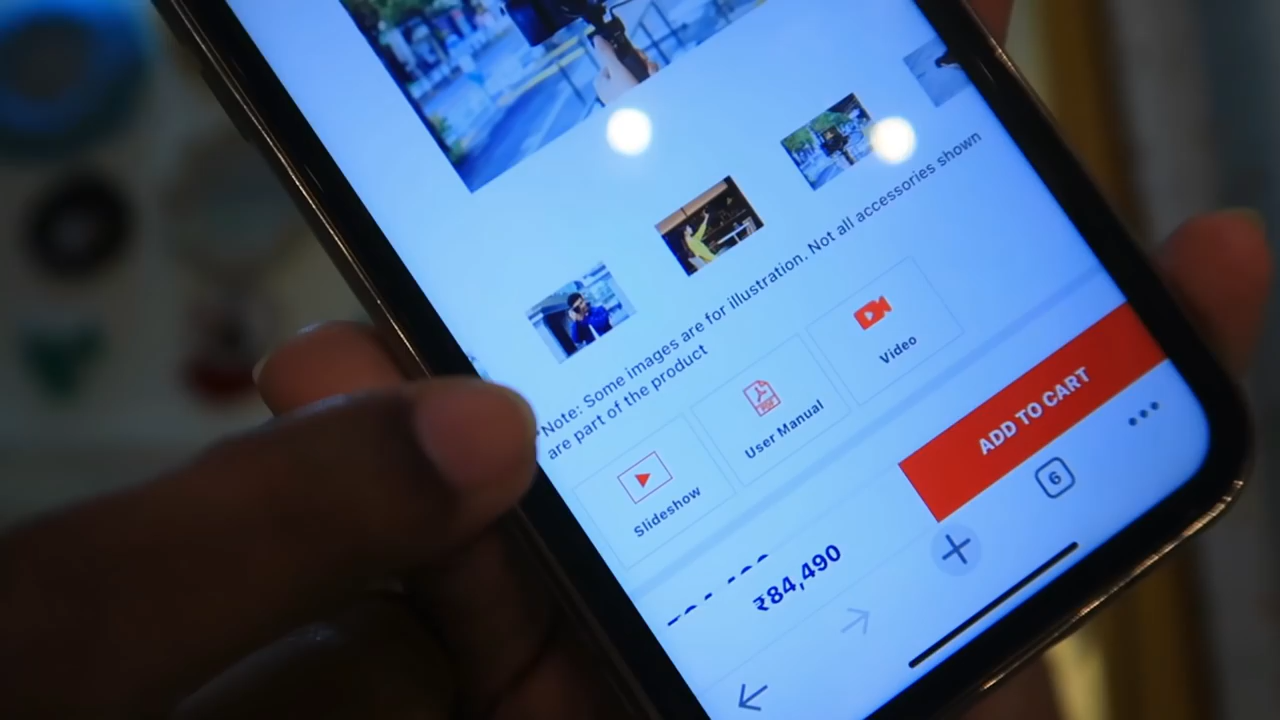 *Note: Some images are for illustration. Not all accessories shown
are part of the product
Slideshow
PDF
User Manual
Video
₹84,490
ADD TO CART
6